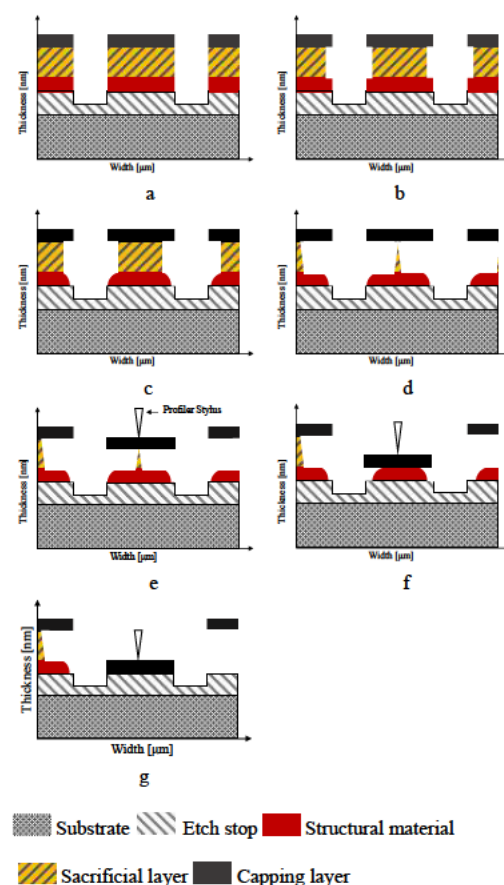 Thickness [nm]
Width [μm]
a
Thickness [nm]
Width [μm]
b
Thickness [nm]
Width [μm]
c
Thickness [nm]
Width [μm]
d
Profiler Stylus
Thickness [nm]
Width [μm]
e
Thickness [nm]
Width [μm]
f
Thickness [nm]
Width [μm]
g
Substrate Etch stop Structural material
Sacrificial layer Capping layer